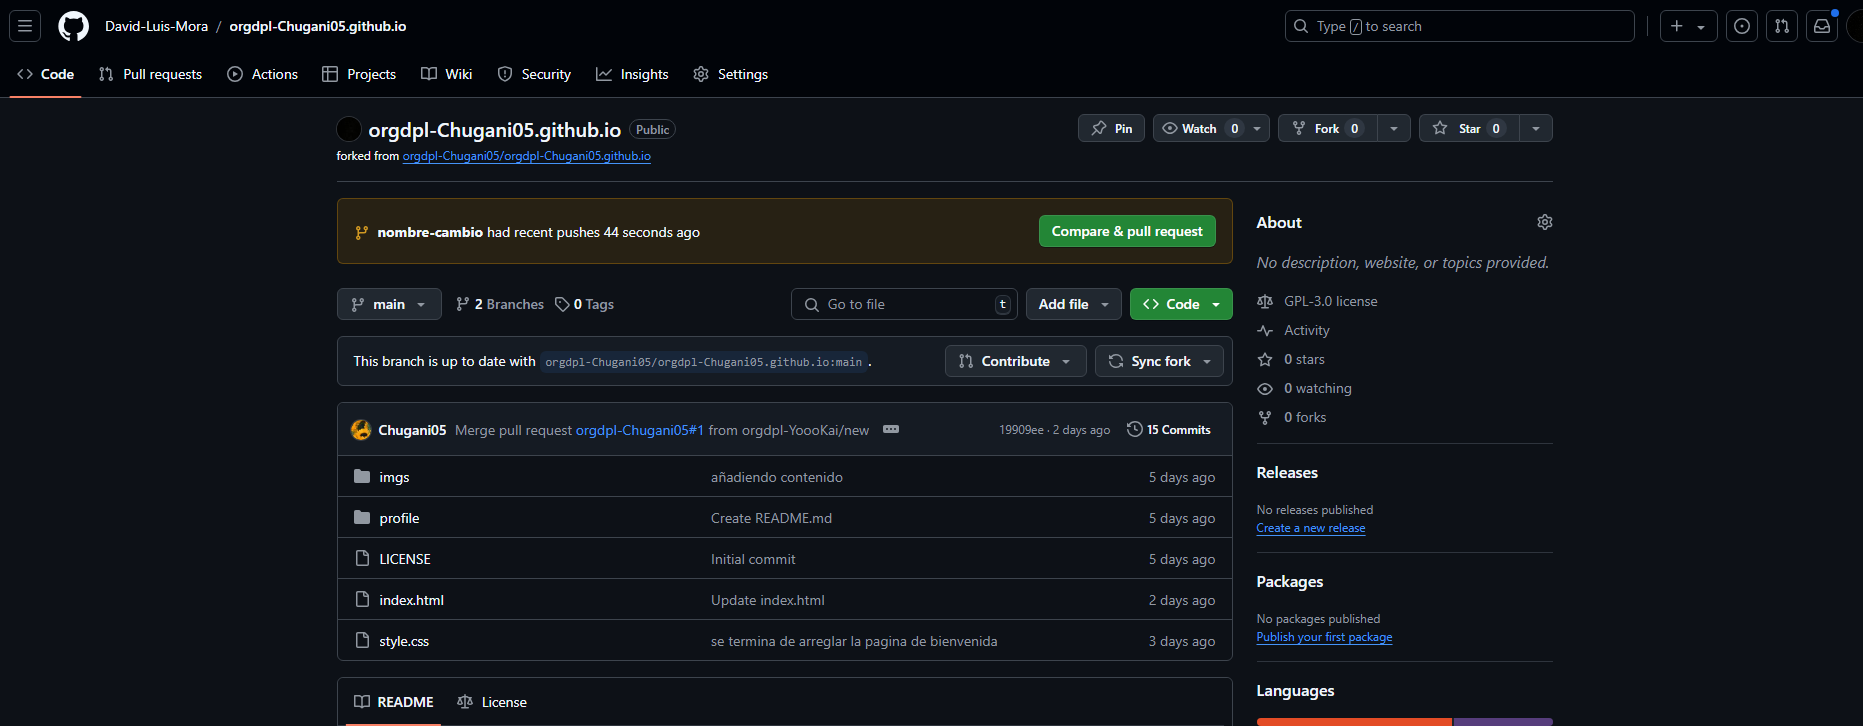 David-Luis-Mora / orgdpl-Chugani05.github.io
Type / to search
Code Pull requests Actions Projects Wiki Security Insights Settings
orgdpl-Chugani05.github.io Public
Pin Watch 0 Fork 0 Star 0
forked from orgdpl-Chugani05/orgdpl-Chugani05.github.io
nombre-cambio had recent pushes 44 seconds ago
Compare & pull request
main 2 Branches 0 Tags
Go to file t
Add file
Code
This branch is up to date with orgdpl-Chugani05/orgdpl-Chugani05.github.io:main .
Contribute
Sync fork
Chugani05 Merge pull request orgdpl-Chugani05#1 from orgdpl-YoooKai/new
19909ee · 2 days ago
15 Commits
imgs añadiendo contenido 5 days ago
profile Create README.md 5 days ago
LICENSE Initial commit 5 days ago
index.html Update index.html 2 days ago
style.css se termina de arreglar la pagina de bienvenida 3 days ago
README License
About
No description, website, or topics provided.
GPL-3.0 license
Activity
0 stars
0 watching
0 forks
Releases
No releases published
Create a new release
Packages
No packages published
Publish your first package
Languages